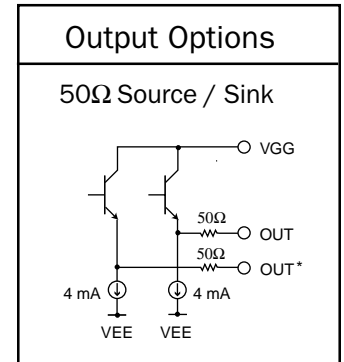 Output Options
50Ω Source / Sink
VGG
50Ω
OUT
50Ω
OUT*
4 mA
4 mA
VEE
VEE